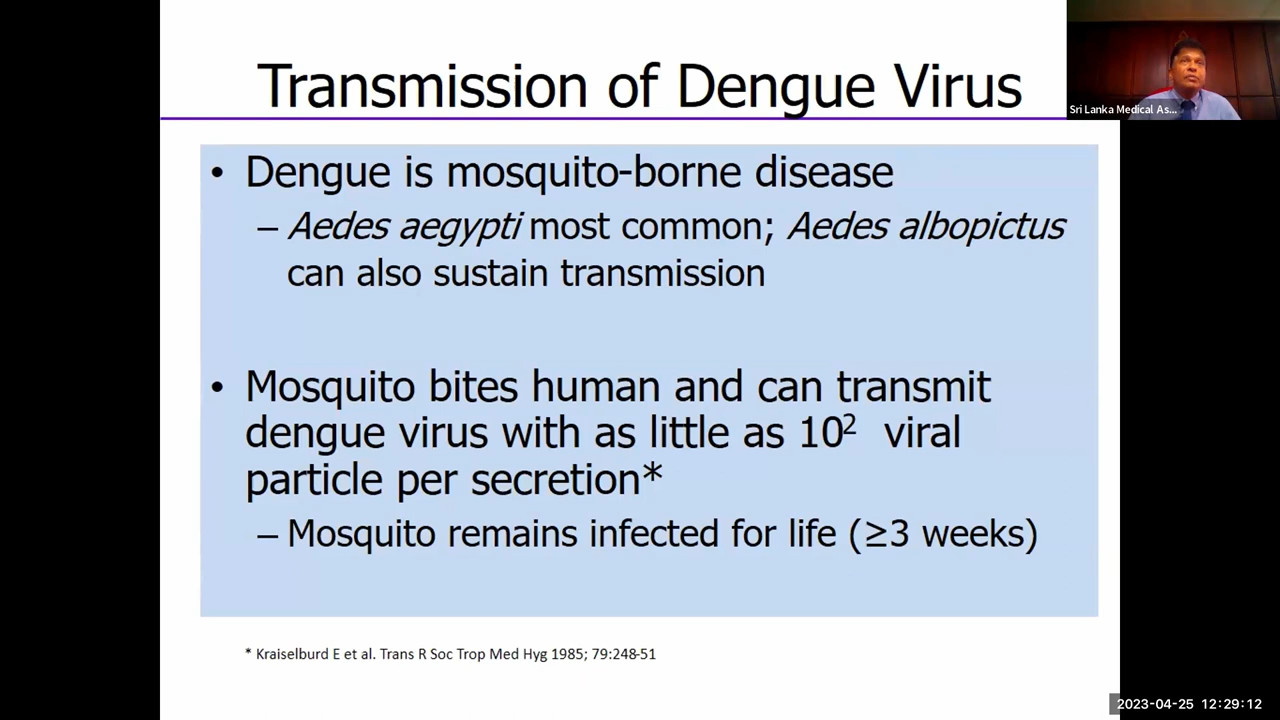 Transmission of Dengue Virus
Sri Lanka Medical As...
• Dengue is mosquito-borne disease
– Aedes aegypti most common; Aedes albopictus
can also sustain transmission
• Mosquito bites human and can transmit
dengue virus with as little as 10² viral
particle per secretion*
– Mosquito remains infected for life (≥3 weeks)
* Kraiselburd E et al. Trans R Soc Trop Med Hyg 1985; 79:248-51
2023-04-25 12:29:12